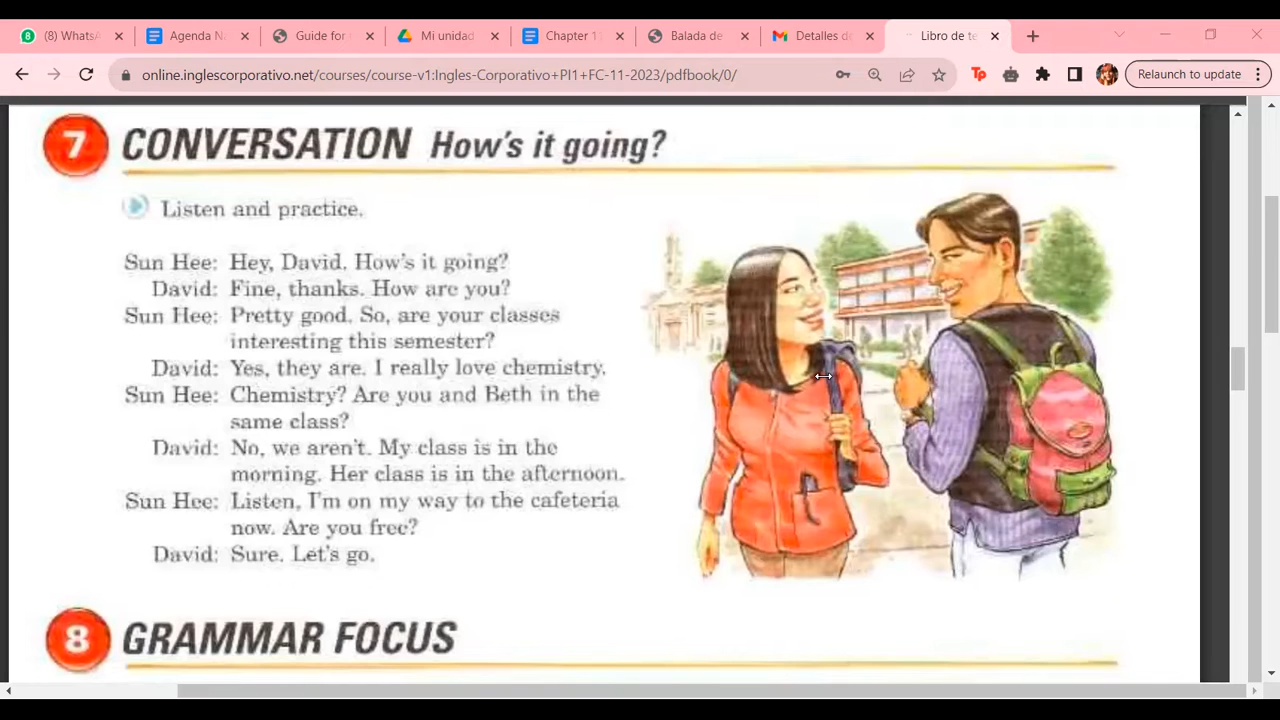 (8) WhatsA
Agenda N
Guide for
Mi unidad
Chapter 1
Balada de
Detalles de
Libro de te
online.inglescorporativo.net/courses/course-v1:Ingles-Corporativo+PI1+FC-11-2023/pdfbook/0/
Relaunch to update
7 CONVERSATION How's it going?
Listen and practice.
Sun Hee: Hey, David. How's it going?
David: Fine, thanks. How are you?
Sun Hee: Pretty good. So, are your classes
interesting this semester?
David: Yes, they are. I really love chemistry.
Sun Hee: Chemistry? Are you and Beth in the
same class?
David: No, we aren't. My class is in the
morning. Her class is in the afternoon.
Sun Hee: Listen, I'm on my way to the cafeteria
now. Are you free?
David: Sure. Let's go.
8 GRAMMAR FOCUS